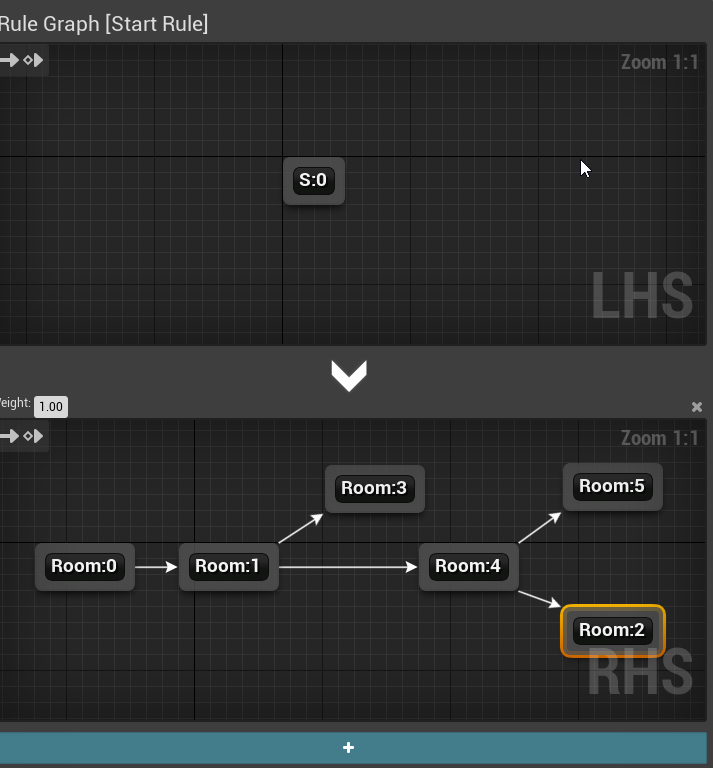 Rule Graph [Start Rule]
Zoom 1:1
S:0
LHS
eight: 1.00
Zoom 1:1
Room:3
Room:5
Room:0
Room:1
Room:4
Room:2
RHS